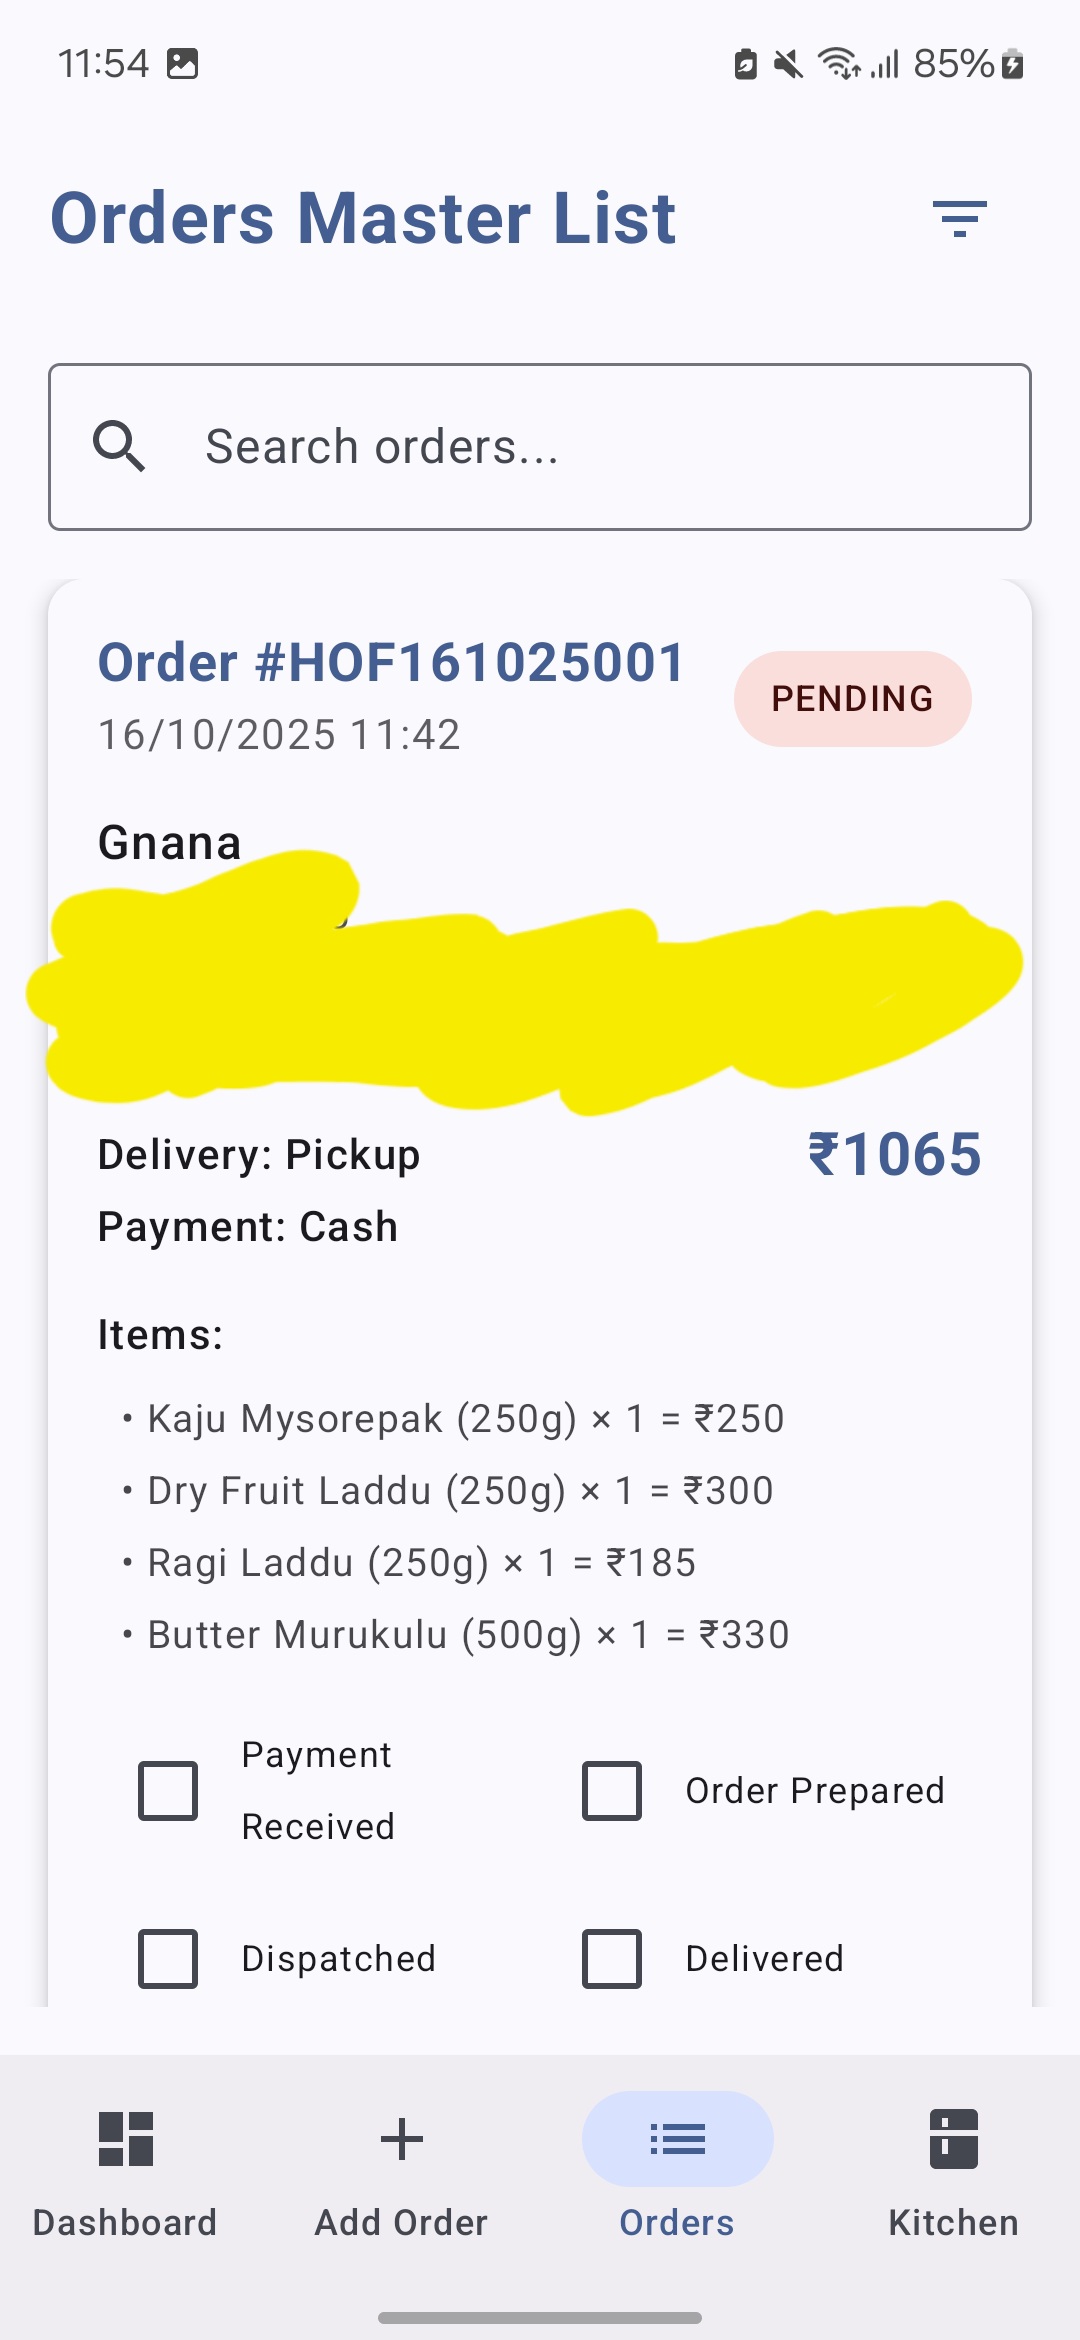 11:54
85%
Orders Master List
Search orders...
Order #HOF161025001
PENDING
16/10/2025 11:42
Gnana
Delivery: Pickup
₹1065
Payment: Cash
Items:
• Kaju Mysorepak (250g) × 1 = ₹250
• Dry Fruit Laddu (250g) × 1 = ₹300
• Ragi Laddu (250g) × 1 = ₹185
• Butter Murukulu (500g) × 1 = ₹330
Payment
Received
Order Prepared
Dispatched
Delivered
Dashboard
Add Order
Orders
Kitchen